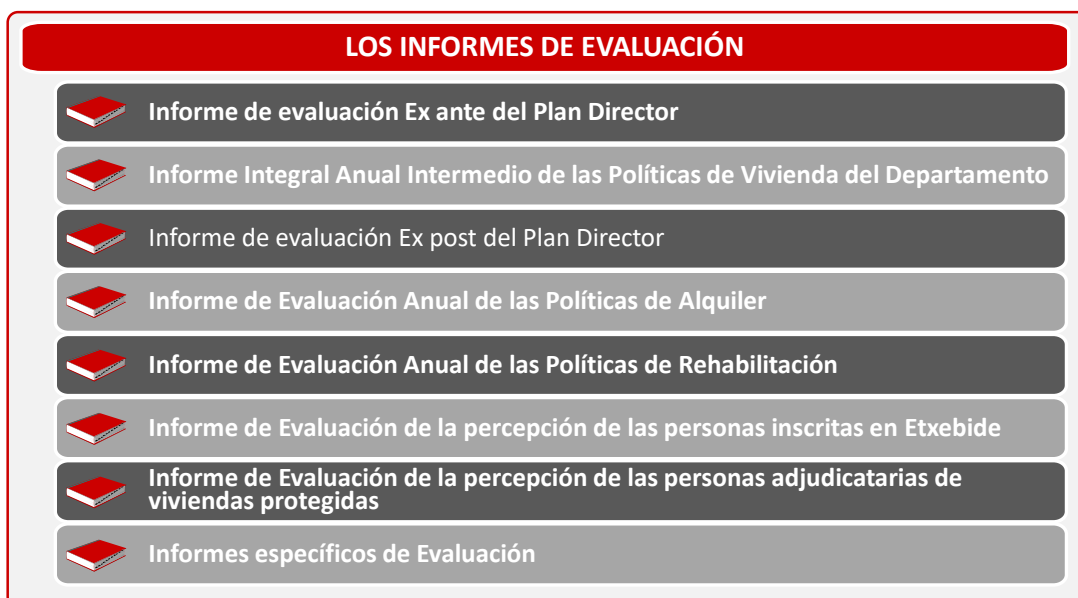 LOS INFORMES DE EVALUACIÓN
Informe de evaluación Ex ante del Plan Director
Informe Integral Anual Intermedio de las Políticas de Vivienda del Departamento
Informe de evaluación Ex post del Plan Director
Informe de Evaluación Anual de las Políticas de Alquiler
Informe de Evaluación Anual de las Políticas de Rehabilitación
Informe de Evaluación de la percepción de las personas inscritas en Etxebide
Informe de Evaluación de la percepción de las personas adjudicatarias de
viviendas protegidas
Informes específicos de Evaluación